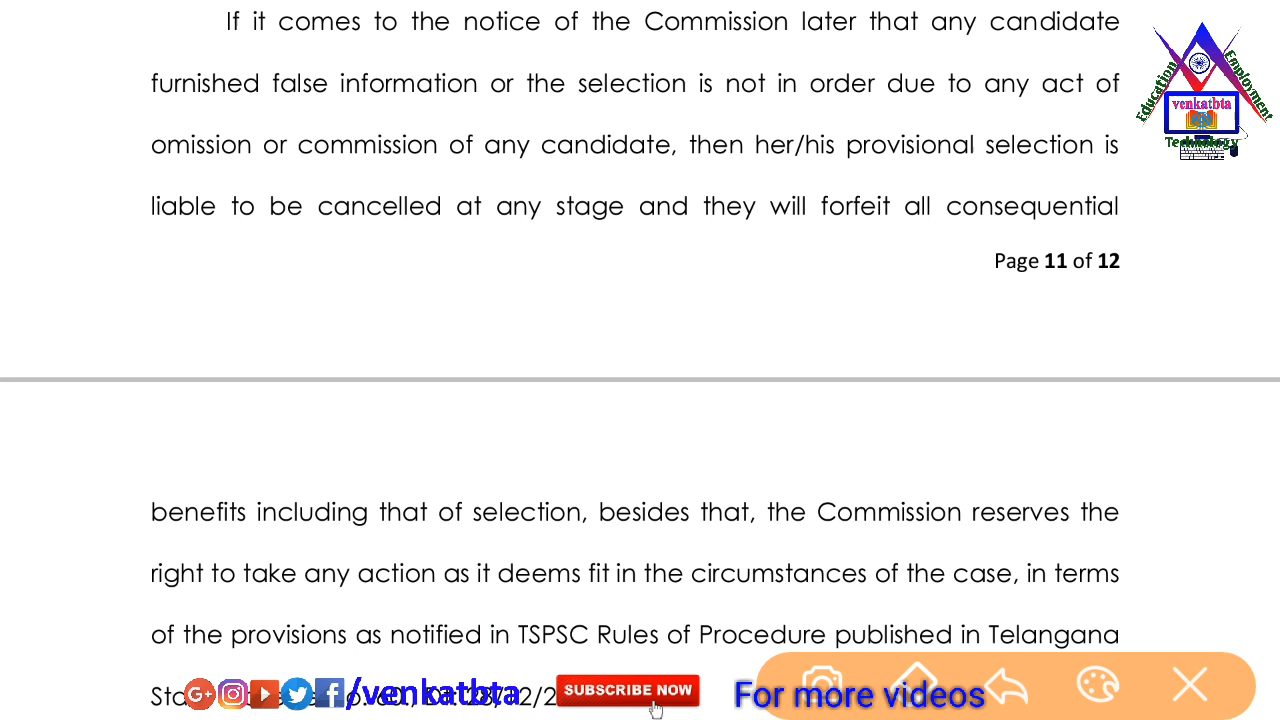 If it comes to the notice of the Commission later that any candidate
furnished false information or the selection is not in order due to any act of
omission or commission of any candidate, then her/his provisional selection is
liable to be cancelled at any stage and they will forfeit all consequential
Page 11 of 12
benefits including that of selection, besides that, the Commission reserves the
right to take any action as it deems fit in the circumstances of the case, in terms
of the provisions as notified in TSPSC Rules of Procedure published in Telangana
/venkatbta
SUBSCRIBE NOW
For more videos
Education
Employment
venkatbta
Technology